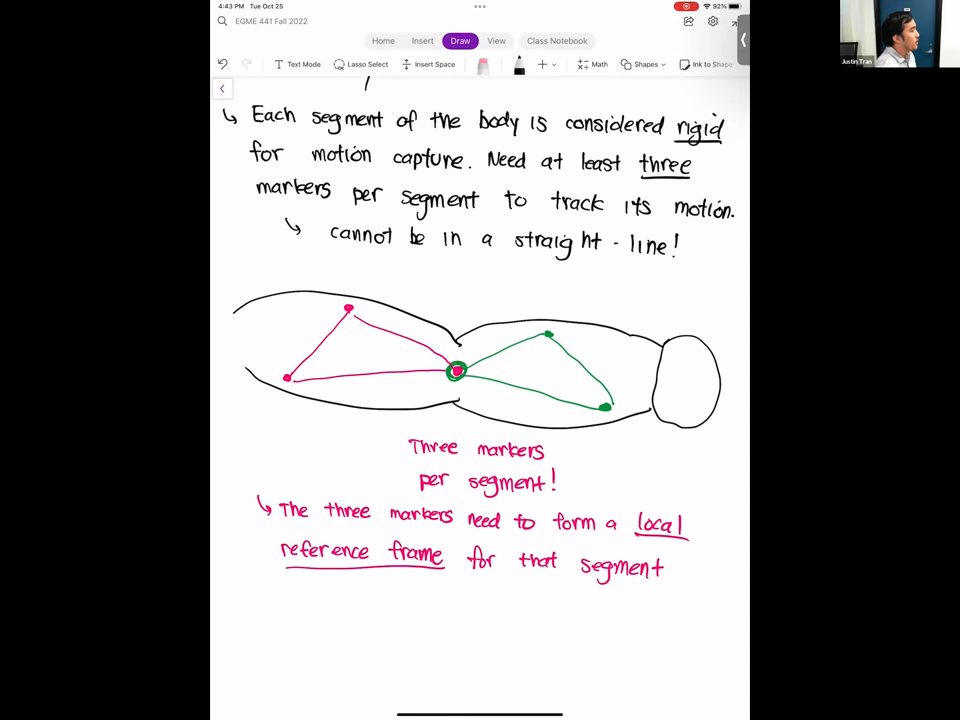 4:43 PM Tue Oct 25
92%
EGME 441 Fall 2022
Home Insert Draw View Class Notebook
Text Mode Lasso Select Insert Space Math Shapes Ink to Shape
Justin Tran
Each segment of the body is considered rigid
for motion capture. Need at least three
markers per segment to track its motion.
cannot be in a straight-line!
Three markers
per segment!
The three markers need to form a local
reference frame for that segment